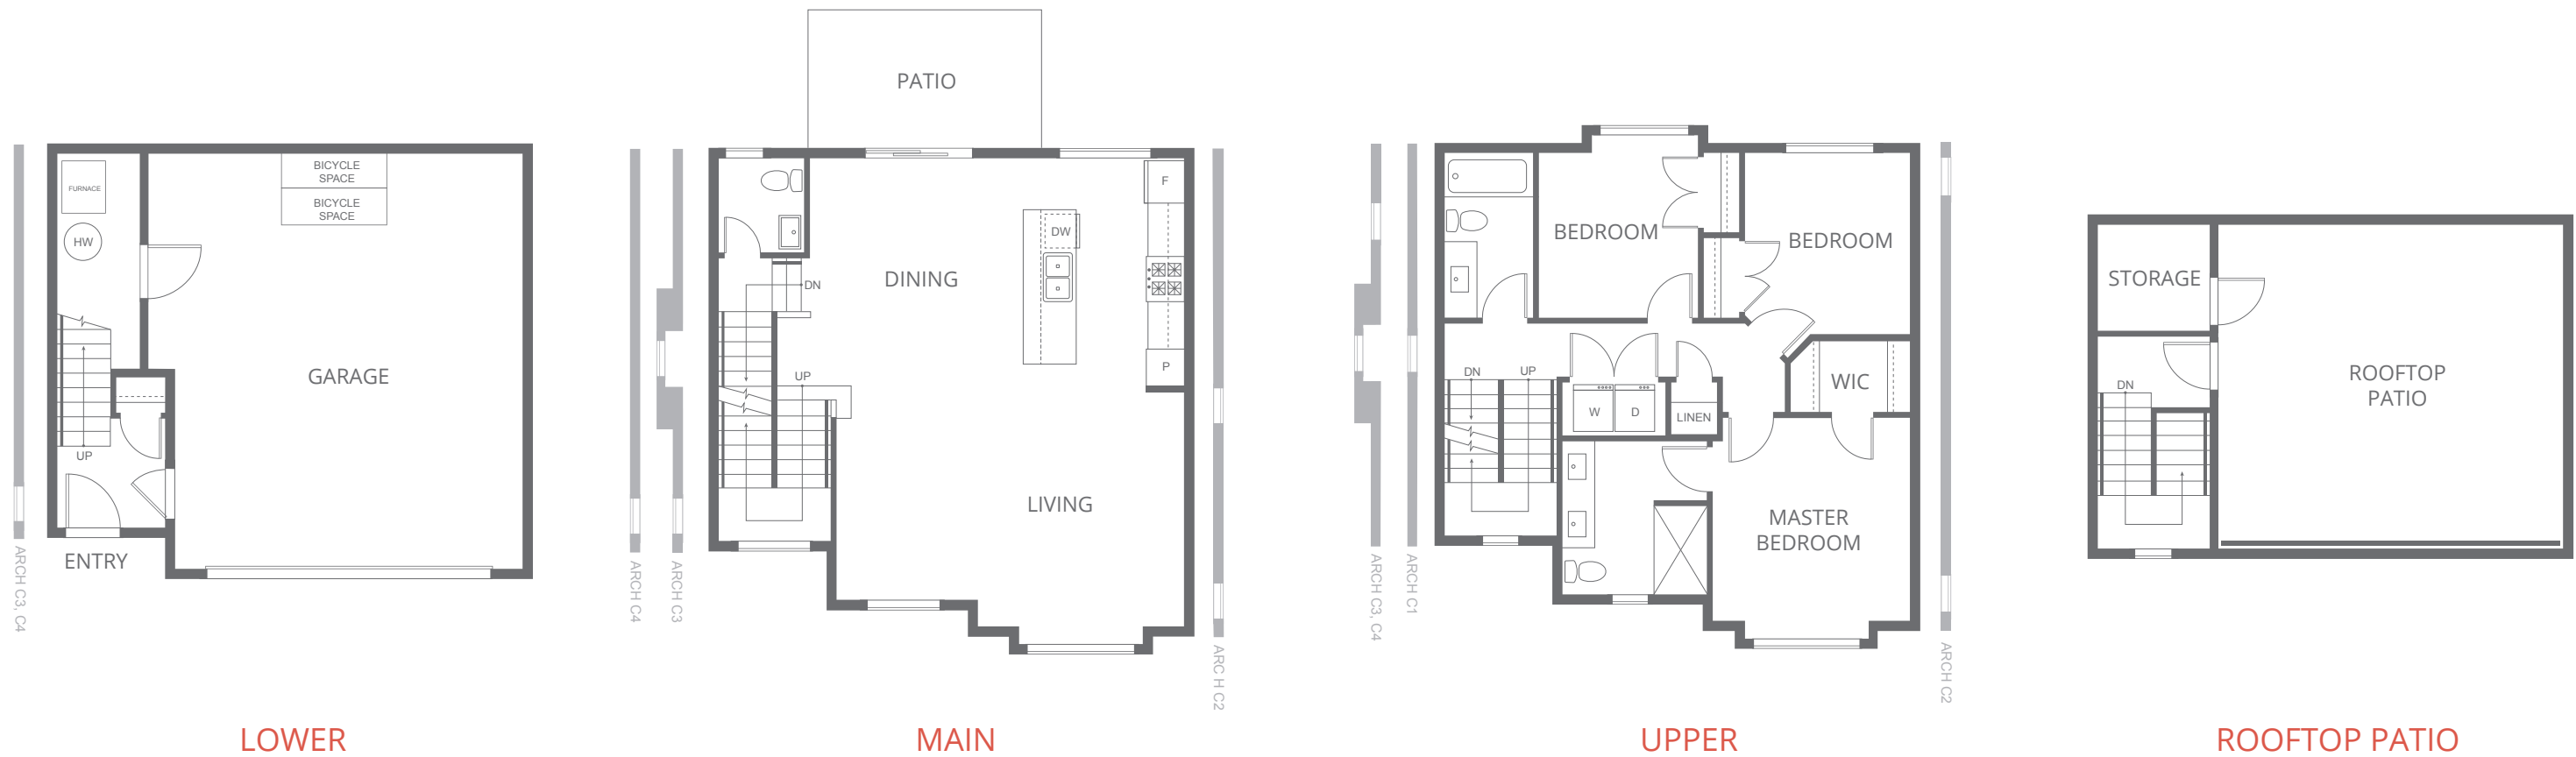 FURNACE
HW
BICYCLE
SPACE
BICYCLE
SPACE
GARAGE
UP
ENTRY
ARCH C3, C4
LOWER
PATIO
F
DW
DINING
DN
P
UP
LIVING
ARCH C4
ARCH C3
ARC H C2
MAIN
BEDROOM
BEDROOM
DN
UP
W
D
LINEN
WIC
MASTER
BEDROOM
ARCH C3, C4
ARCH C1
ARCH C2
UPPER
STORAGE
DN
ROOFTOP
PATIO
ROOFTOP PATIO